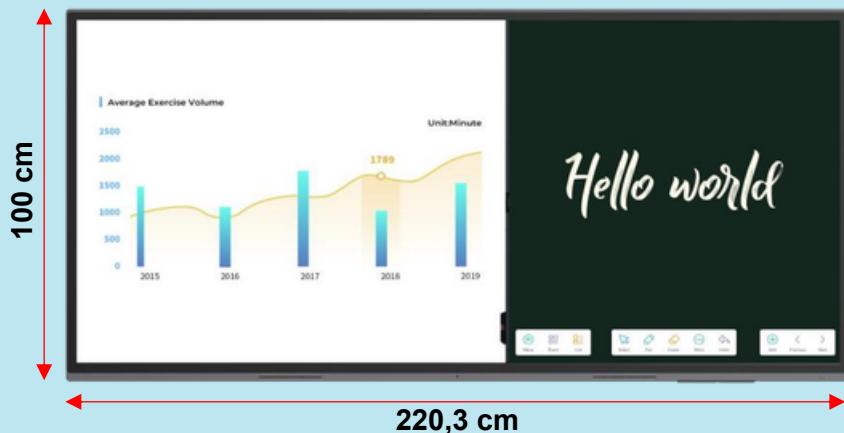 Average Exercise Volume
Unit:Minute
2500
2000
1789
1500
1000
500
0
2015 2016 2017 2018 2019
Hello world
100 cm
220,3 cm